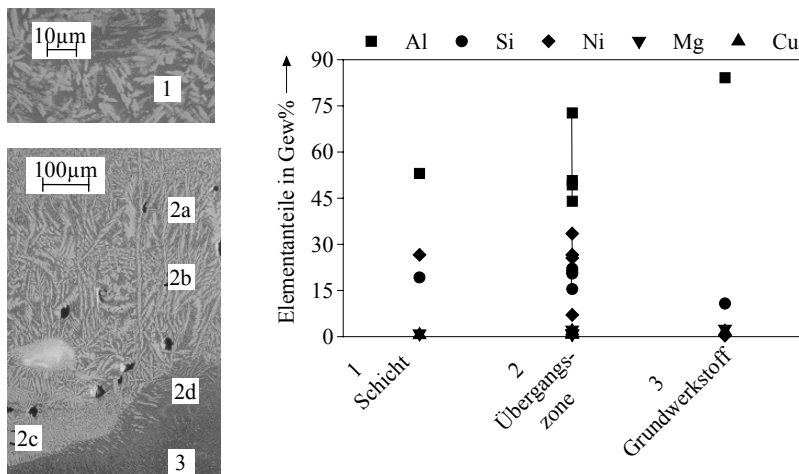 10µm
1
100µm
2a
2b
2d
2c
3
Al Si Ni Mg Cu
Elementanteile in Gew%
90
75
60
45
30
15
0
1
Schicht
2
Übergangs-
zone
3
Grundwerkstoff